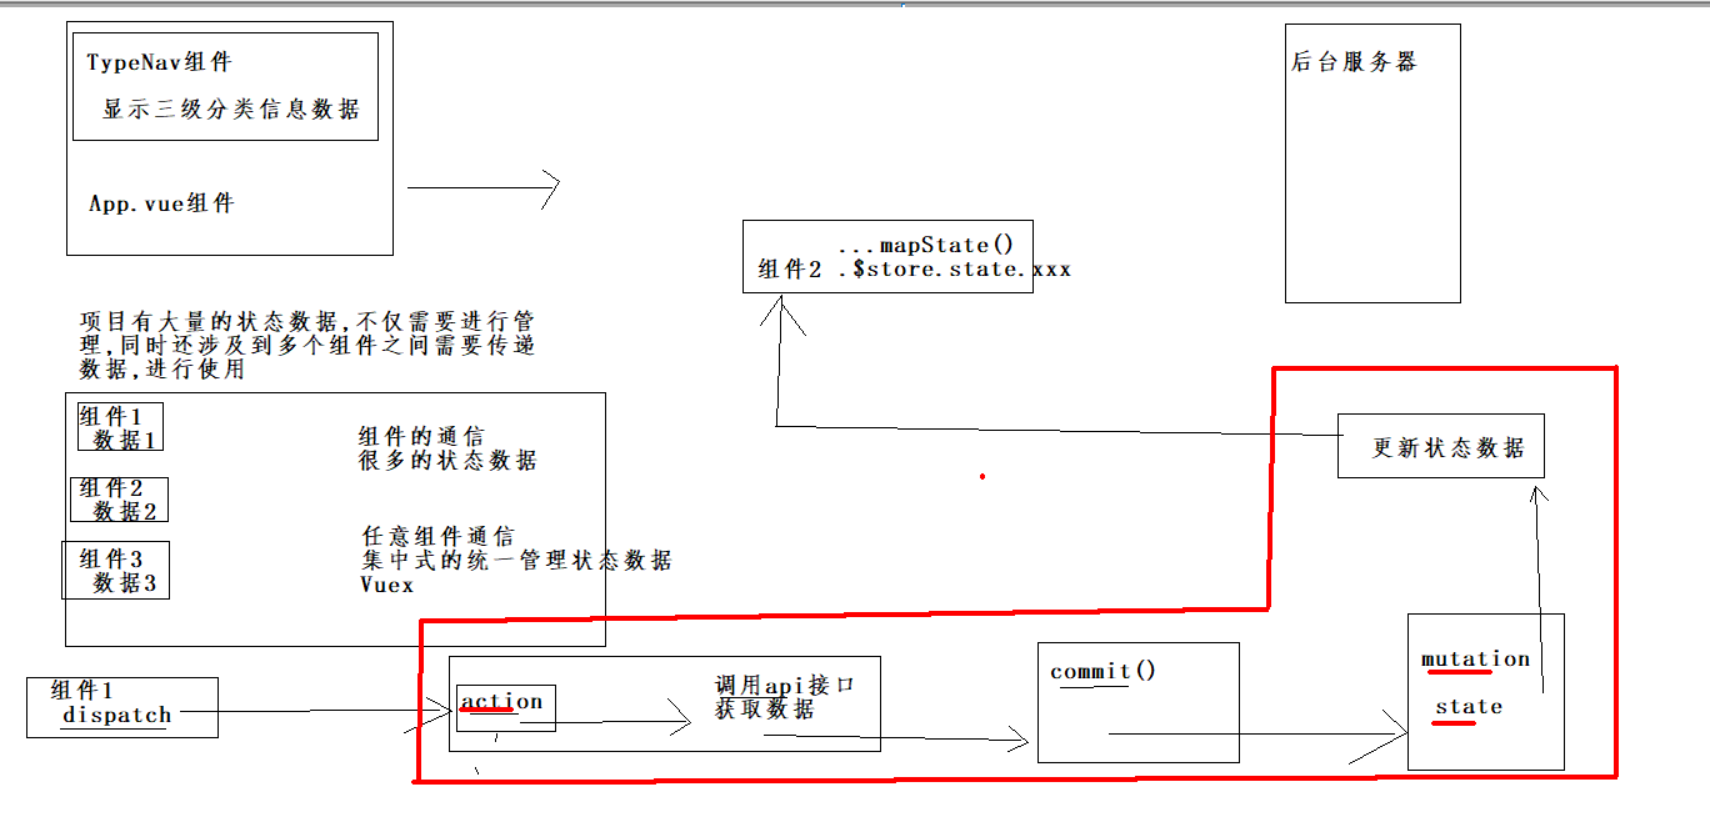 TypeNav组件
显示三级分类信息数据
App.vue组件
后台服务器
...mapState()
组件2 .$store.state.xxx
项目有大量的状态数据,不仅需要进行管
理,同时还涉及到多个组件之间需要传递
数据,进行使用
组件1
数据1
组件2
数据2
组件3
数据3
组件的通信
很多的状态数据
任意组件通信
集中式的统一管理状态数据
Vuex
更新状态数据
组件1
dispatch
action
调用api接口
获取数据
commit()
mutation
state